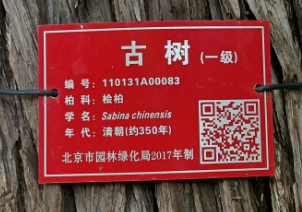 古树(一级)
编 号：110131A00083
柏 科：桧柏
学 名：Sabina chinensis
年 代：清朝(约350年)
北京市园林绿化局2017年制